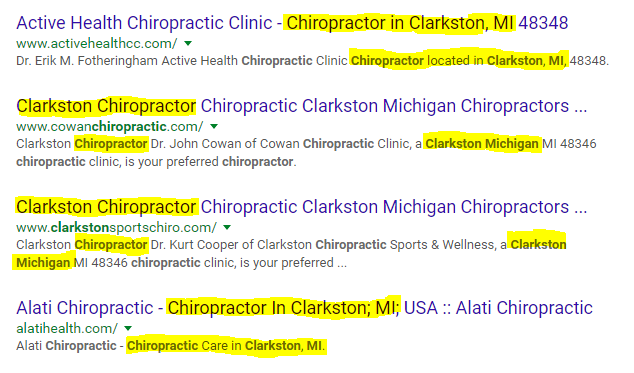 Active Health Chiropractic Clinic - Chiropractor in Clarkston, MI 48348
www.activehealthcc.com/
Dr. Erik M. Fotheringham Active Health Chiropractic Clinic Chiropractor located in Clarkston, MI, 48348.
Clarkston Chiropractor Chiropractic Clarkston Michigan Chiropractors ...
www.cowanchiropractic.com/
Clarkston Chiropractor Dr. John Cowan of Cowan Chiropractic Clinic, a Clarkston Michigan MI 48346
chiropractic clinic, is your preferred chiropractor.
Clarkston Chiropractor Chiropractic Clarkston Michigan Chiropractors ...
www.clarkstonsportschiro.com/
Clarkston Chiropractor Dr. Kurt Cooper of Clarkston Chiropractic Sports & Wellness, a Clarkston
Michigan MI 48346 chiropractic clinic, is your preferred ...
Alati Chiropractic - Chiropractor In Clarkston; MI; USA :: Alati Chiropractic
alatihealth.com/
Alati Chiropractic - Chiropractic Care in Clarkston, MI.